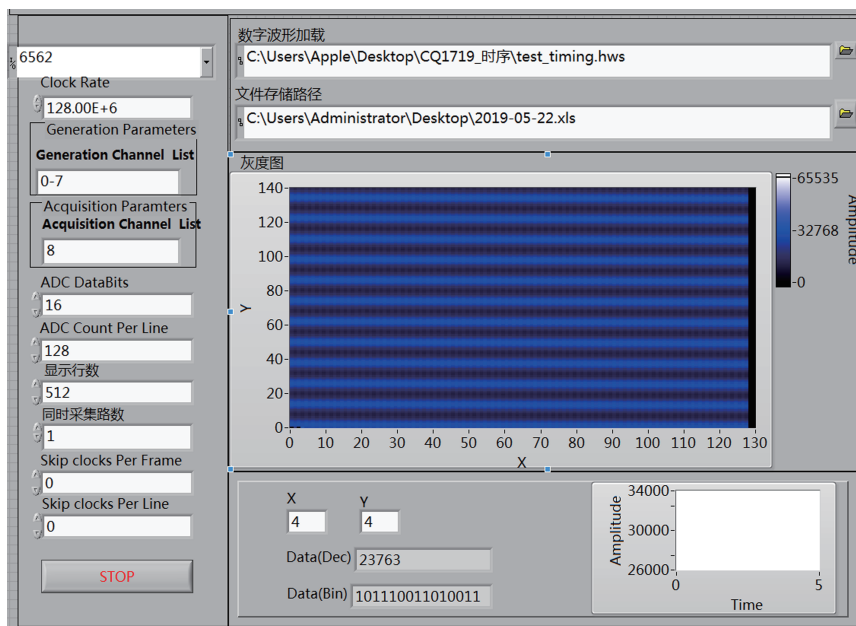 6562
Clock Rate
128.00E+6
Generation Parameters
Generation Channel List
0-7
Acquisition Paramters
Acquisition Channel List
8
ADC DataBits
16
ADC Count Per Line
128
显示行数
512
同时采集路数
1
Skip clocks Per Frame
0
Skip clocks Per Line
0
STOP
数字波形加载
C:\Users\Apple\Desktop\CQ1719_时序\test_timing.hws
文件存储路径
C:\Users\Administrator\Desktop\2019-05-22.xls
灰度图
140
120
100
80
60
40
20
0
Y
0 10 20 30 40 50 60 70 80 90 100 110 120 130
X
65535
32768
0
Amplitude
X Y
4 4
Data(Dec) 23763
Data(Bin) 101110011010011
34000
30000
26000
Amplitude
0 5
Time